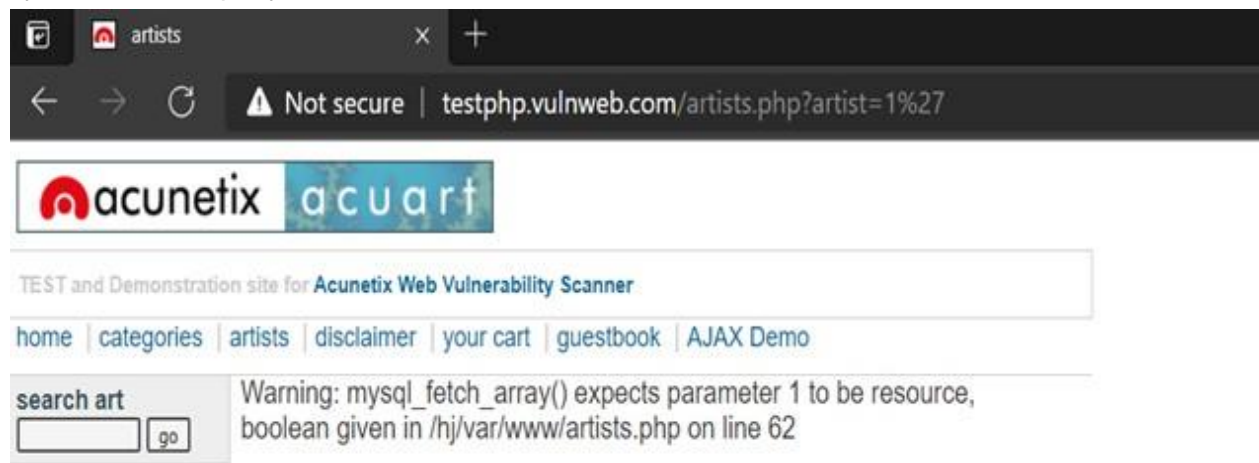 artists
Not secure | testphp.vulnweb.com/artists.php?artist=1%27
acunetix acuart
TEST and Demonstration site for Acunetix Web Vulnerability Scanner
home | categories | artists | disclaimer | your cart | guestbook | AJAX Demo
search art
go
Warning: mysql_fetch_array() expects parameter 1 to be resource,
boolean given in /hj/var/www/artists.php on line 62